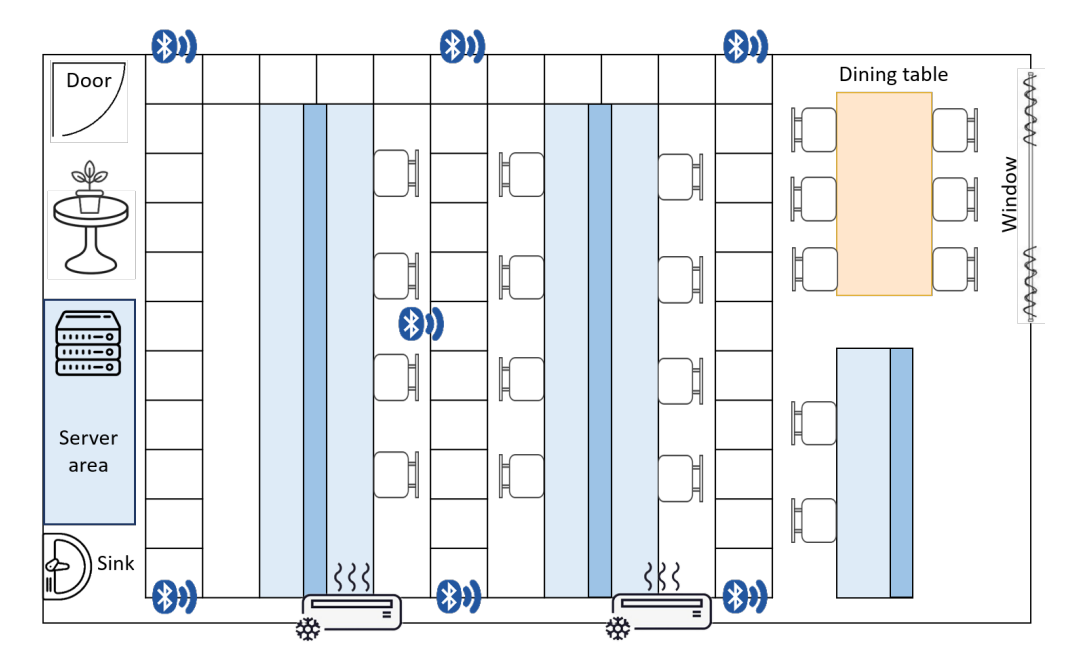 Door
Dining table
Window
Server
area
Sink